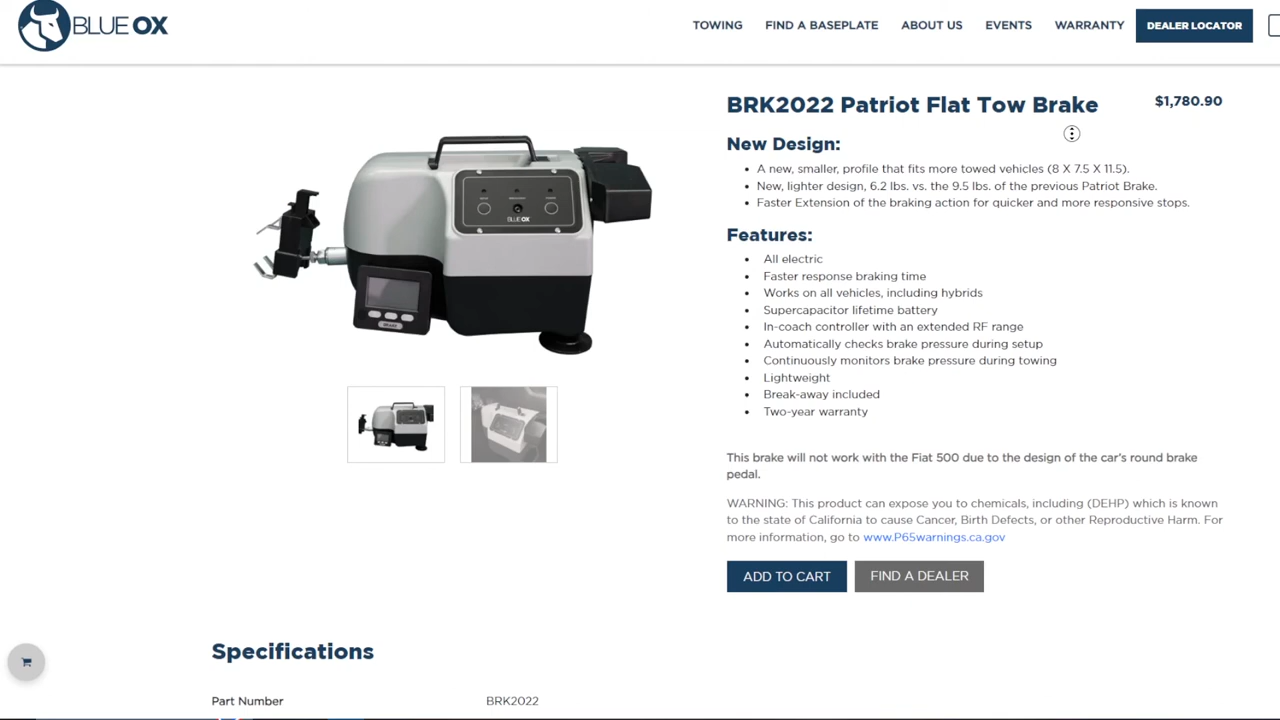 BLUE OX
TOWING
FIND A BASEPLATE
ABOUT US
EVENTS
WARRANTY
DEALER LOCATOR
BRK2022 Patriot Flat Tow Brake
$1,780.90
New Design:
A new, smaller, profile that fits more towed vehicles (8 X 7.5 X 11.5).
New, lighter design, 6.2 lbs. vs. the 9.5 lbs. of the previous Patriot Brake.
Faster Extension of the braking action for quicker and more responsive stops.
BLUE OX
Features:
All electric
Faster response braking time
Works on all vehicles, including hybrids
Supercapacitor lifetime battery
In-coach controller with an extended RF range
Automatically checks brake pressure during setup
Continuously monitors brake pressure during towing
Lightweight
Break-away included
Two-year warranty
This brake will not work with the Fiat 500 due to the design of the car's round brake
pedal.
WARNING: This product can expose you to chemicals, including (DEHP) which is known
to the state of California to cause Cancer, Birth Defects, or other Reproductive Harm. For
more information, go to www.P65warnings.ca.gov
ADD TO CART
FIND A DEALER
Specifications
Part Number
BRK2022